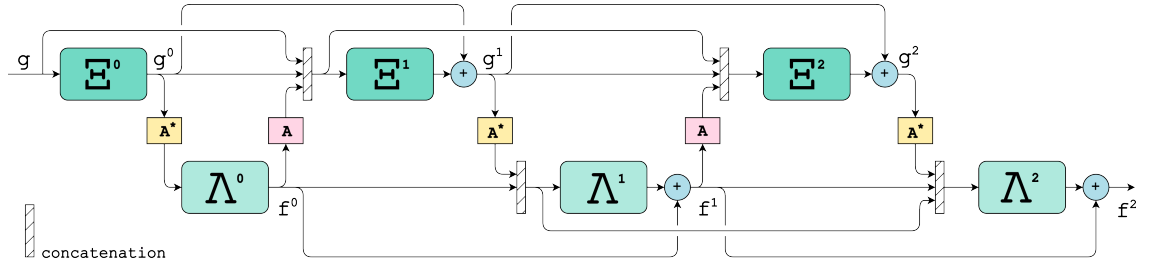 g
Ξ⁰
g⁰
Ξ¹
+
g¹
Ξ²
+
g²
A*
A
A*
A
A*
Λ⁰
f⁰
Λ¹
+
f¹
Λ²
+
f²
concatenation